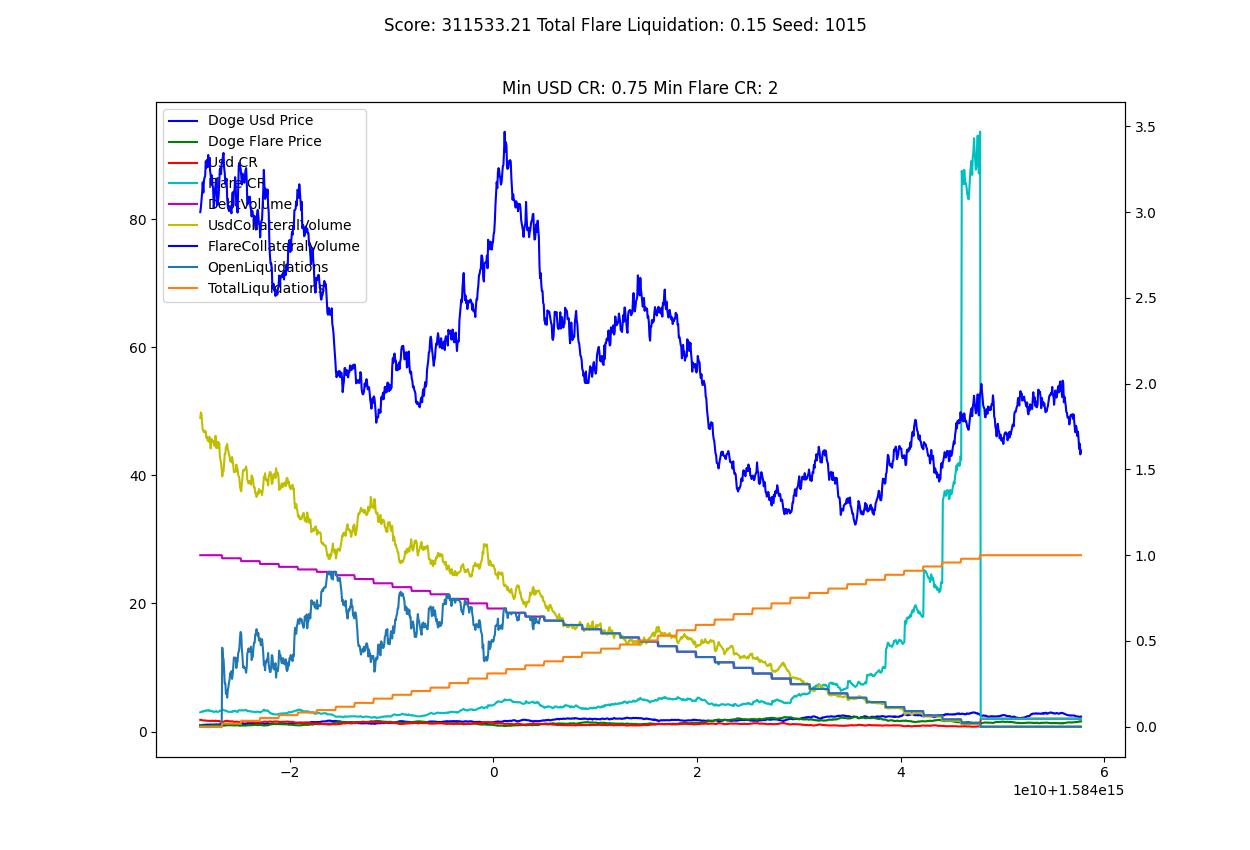 Score: 311533.21 Total Flare Liquidation: 0.15 Seed: 1015
Min USD CR: 0.75 Min Flare CR: 2
Doge Usd Price
Doge Flare Price
Usd CR
Flare CR
DebtVolume
UsdCollateralVolume
FlareCollateralVolume
OpenLiquidations
TotalLiquidations
80
60
40
20
0
3.5
3.0
2.5
2.0
1.5
1.0
0.5
0.0
−2
0
2
4
6
1e10+1.584e15